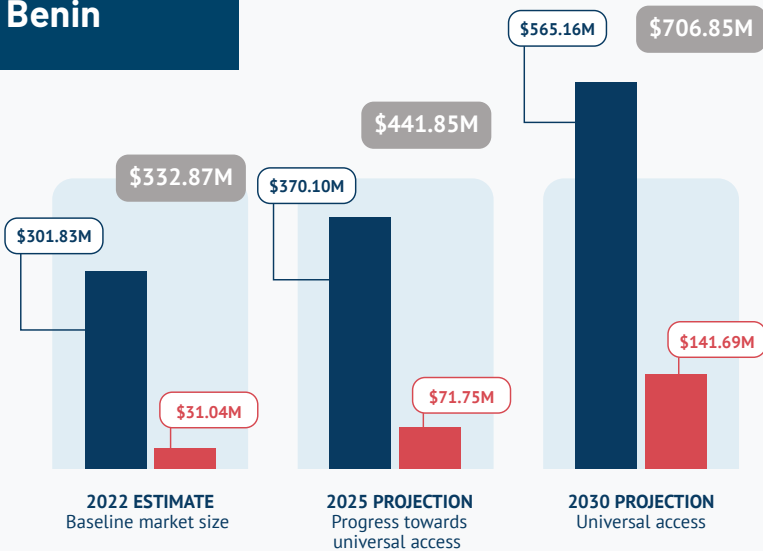 Benin
$332.87M
$301.83M
$31.04M
2022 ESTIMATE
Baseline market size
$441.85M
$370.10M
$71.75M
2025 PROJECTION
Progress towards
universal access
$706.85M
$565.16M
$141.69M
2030 PROJECTION
Universal access